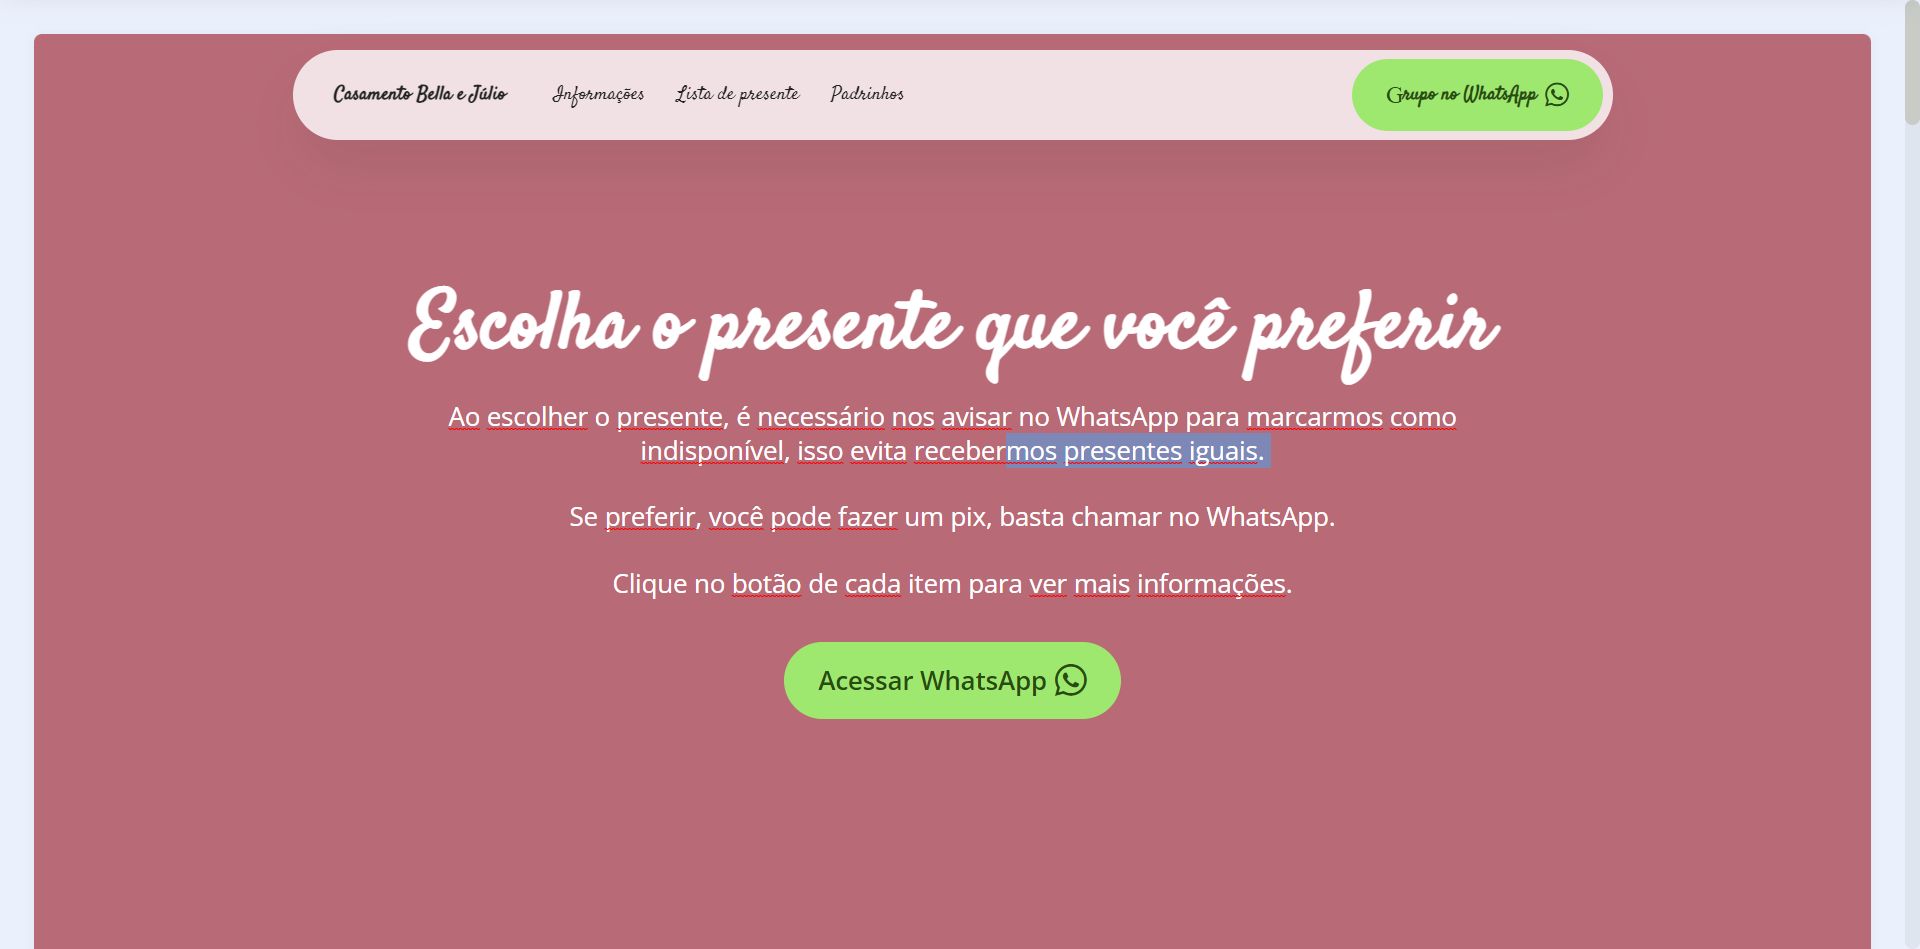 Casamento Bella e Júlio Informações Lista de presente Padrinhos Grupo no WhatsApp
Escolha o presente que você preferir
Ao escolher o presente, é necessário nos avisar no WhatsApp para marcarmos como
indisponível, isso evita recebermos presentes iguais.
Se preferir, você pode fazer um pix, basta chamar no WhatsApp.
Clique no botão de cada item para ver mais informações.
Acessar WhatsApp